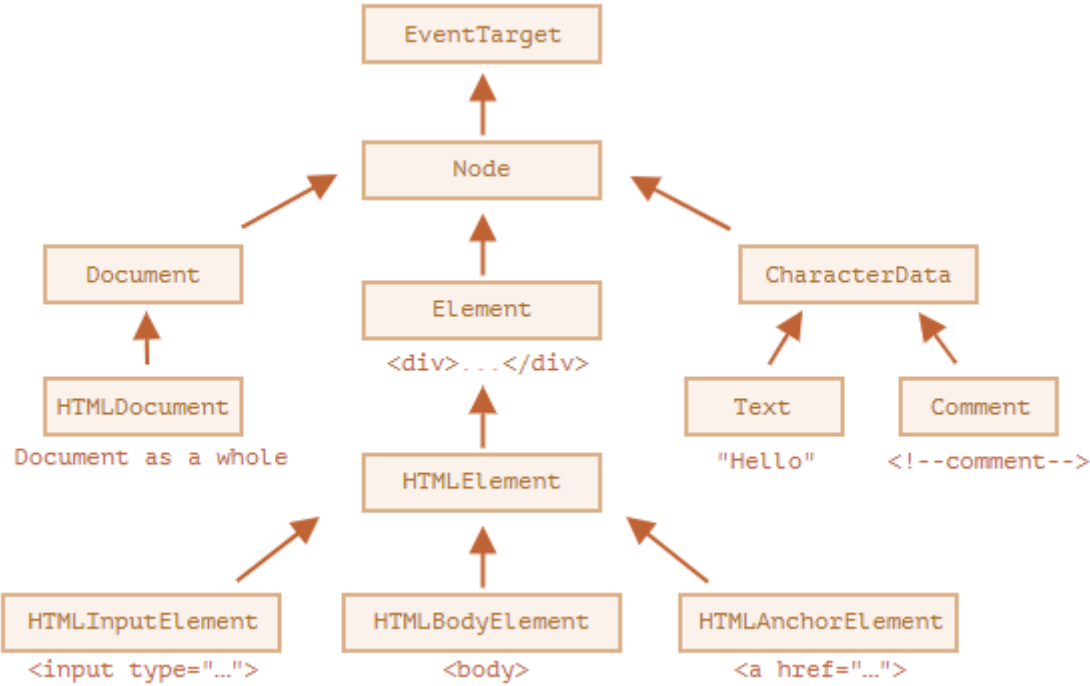 EventTarget
Node
Document
CharacterData
Element
<div>...</div>
HTMLDocument
Text
Comment
Document as a whole
"Hello"
<!--comment-->
HTMLElement
HTMLInputElement
HTMLBodyElement
HTMLAnchorElement
<input type="…">
<body>
<a href="…">